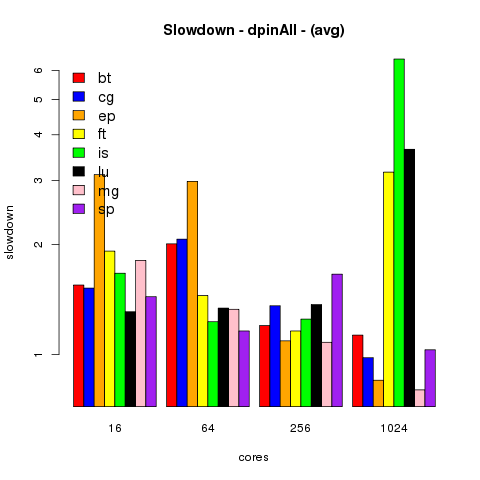 Slowdown - dpinAll - (avg)
slowdown
6
5
4
3
2
1
bt
cg
ep
ft
is
lu
mg
sp
16
64
256
1024
cores